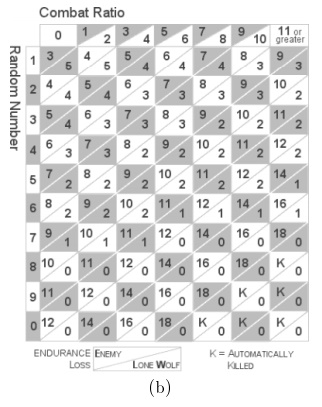 Combat Ratio
0 1 2 3 4 5 6 7 8 9 10 11 or greater
Random Number
1 3 5 4 5 5 4 6 4 7 4 8 3 9 3
2 4 4 5 4 6 3 7 3 8 3 9 3 10 2
3 5 4 6 3 7 3 8 3 9 2 10 2 11 2
4 6 3 7 3 8 2 9 2 10 2 11 2 12 2
5 7 2 8 2 9 2 10 2 11 2 12 2 14 1
6 8 2 9 2 10 2 11 1 12 1 14 1 16 1
7 9 1 10 1 11 1 12 0 14 0 16 0 18 0
8 10 0 11 0 12 0 14 0 16 0 18 0 K 0
9 11 0 12 0 14 0 16 0 18 0 K 0 K 0
0 12 0 14 0 16 0 18 0 K 0 K 0 K 0
ENDURANCE LOSS
ENEMY
LONE WOLF
K = AUTOMATICALLY KILLED
(b)